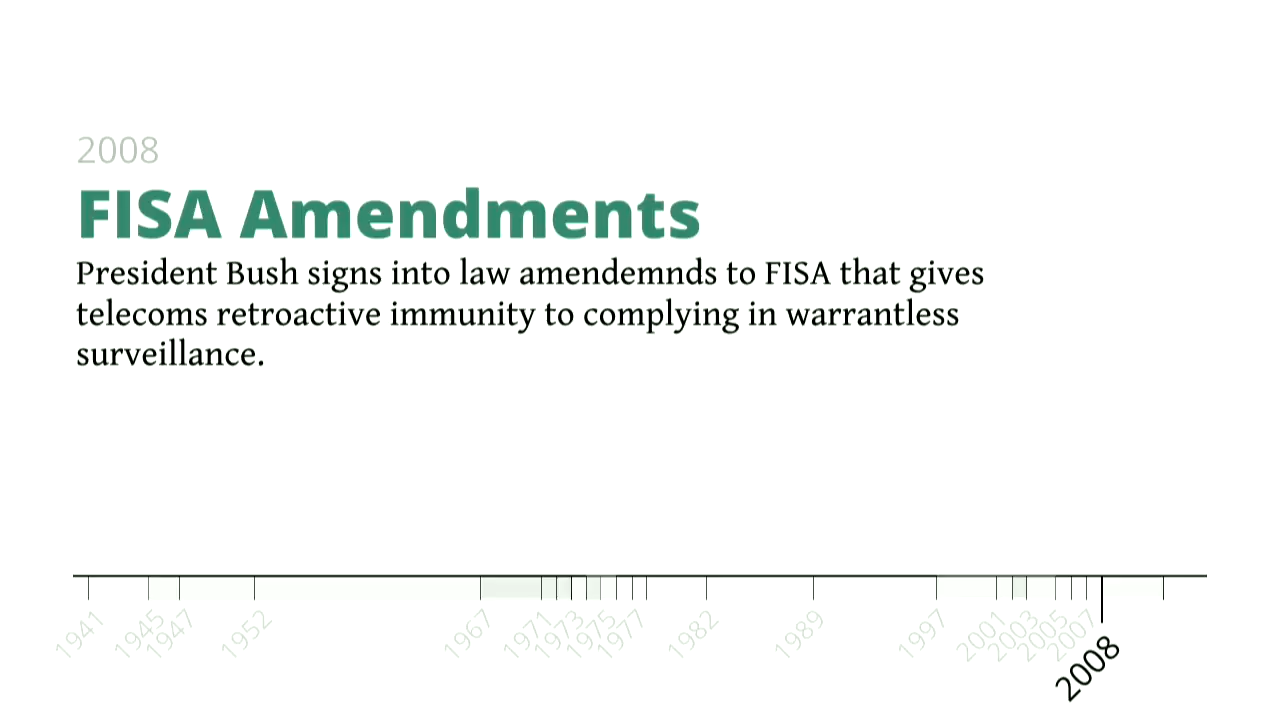 2008
FISA Amendments
President Bush signs into law amendemnds to FISA that gives
telecoms retroactive immunity to complying in warrantless
surveillance.
1941 1945 1947 1952 1967 1971 1973 1975 1977 1982 1989 1997 2001 2003 2005 2007 2008